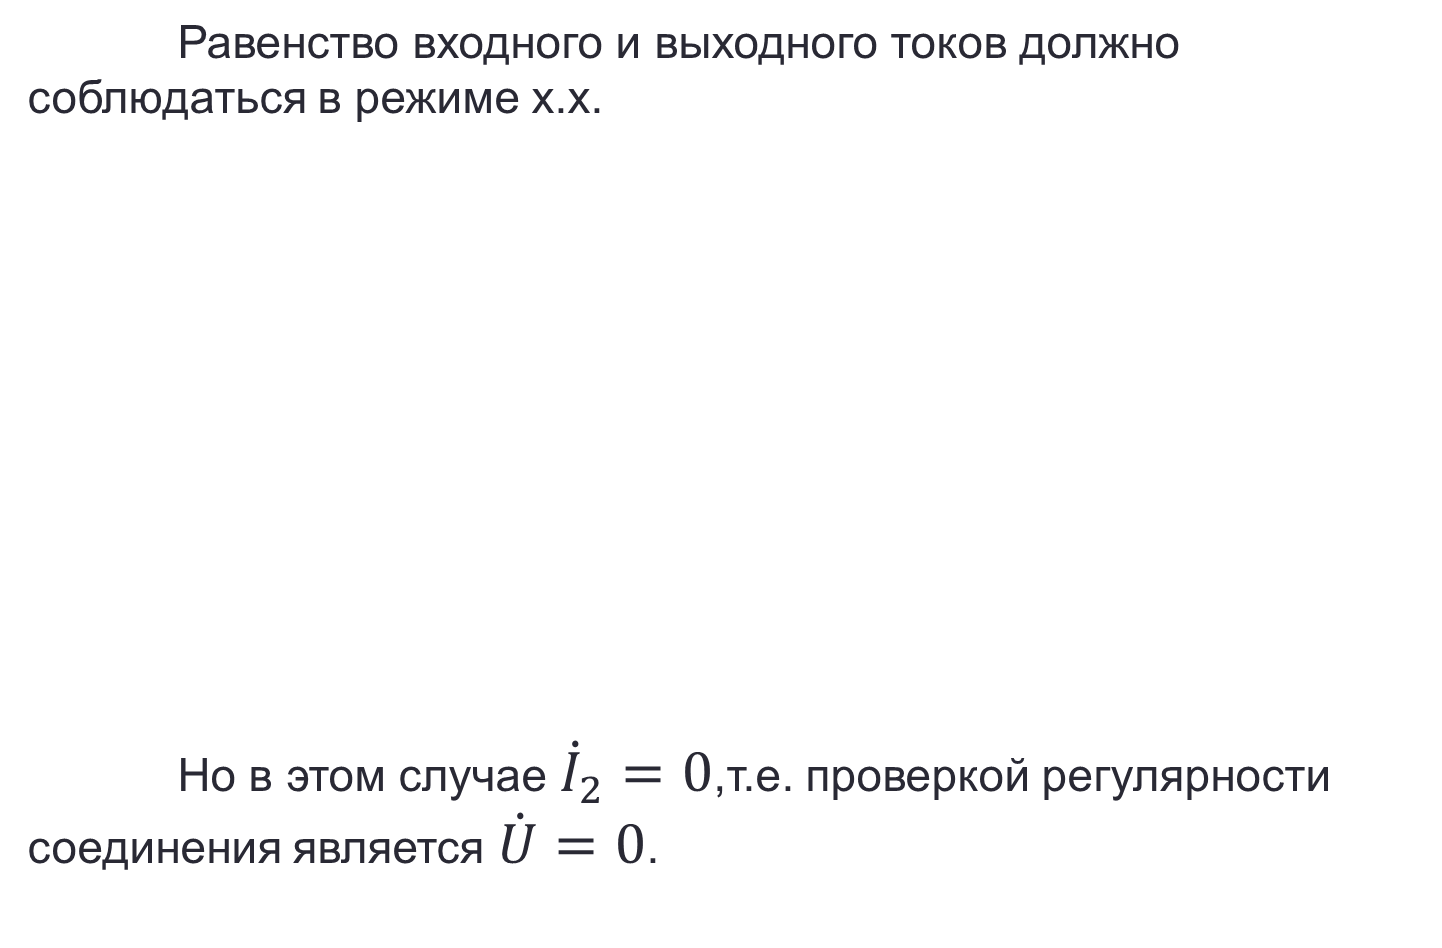 Равенство входного и выходного токов должно
соблюдаться в режиме х.х.
Но в этом случае İ₂ = 0,т.е. проверкой регулярности
соединения является U̇ = 0.